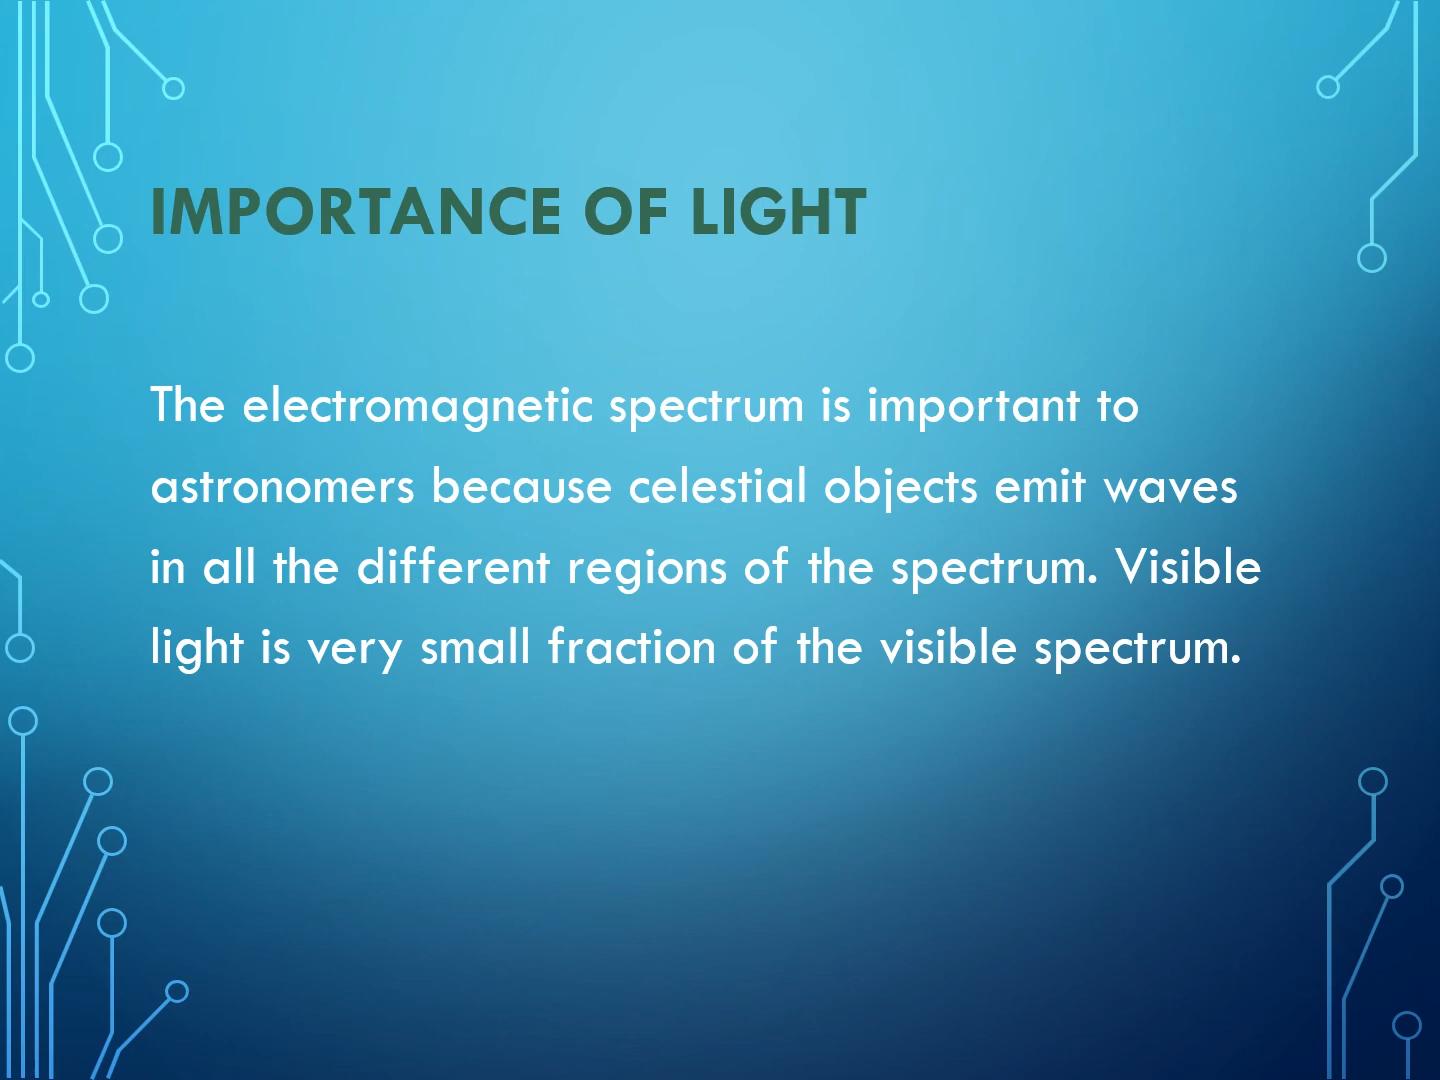 IMPORTANCE OF LIGHT
The electromagnetic spectrum is important to
astronomers because celestial objects emit waves
in all the different regions of the spectrum. Visible
light is very small fraction of the visible spectrum.